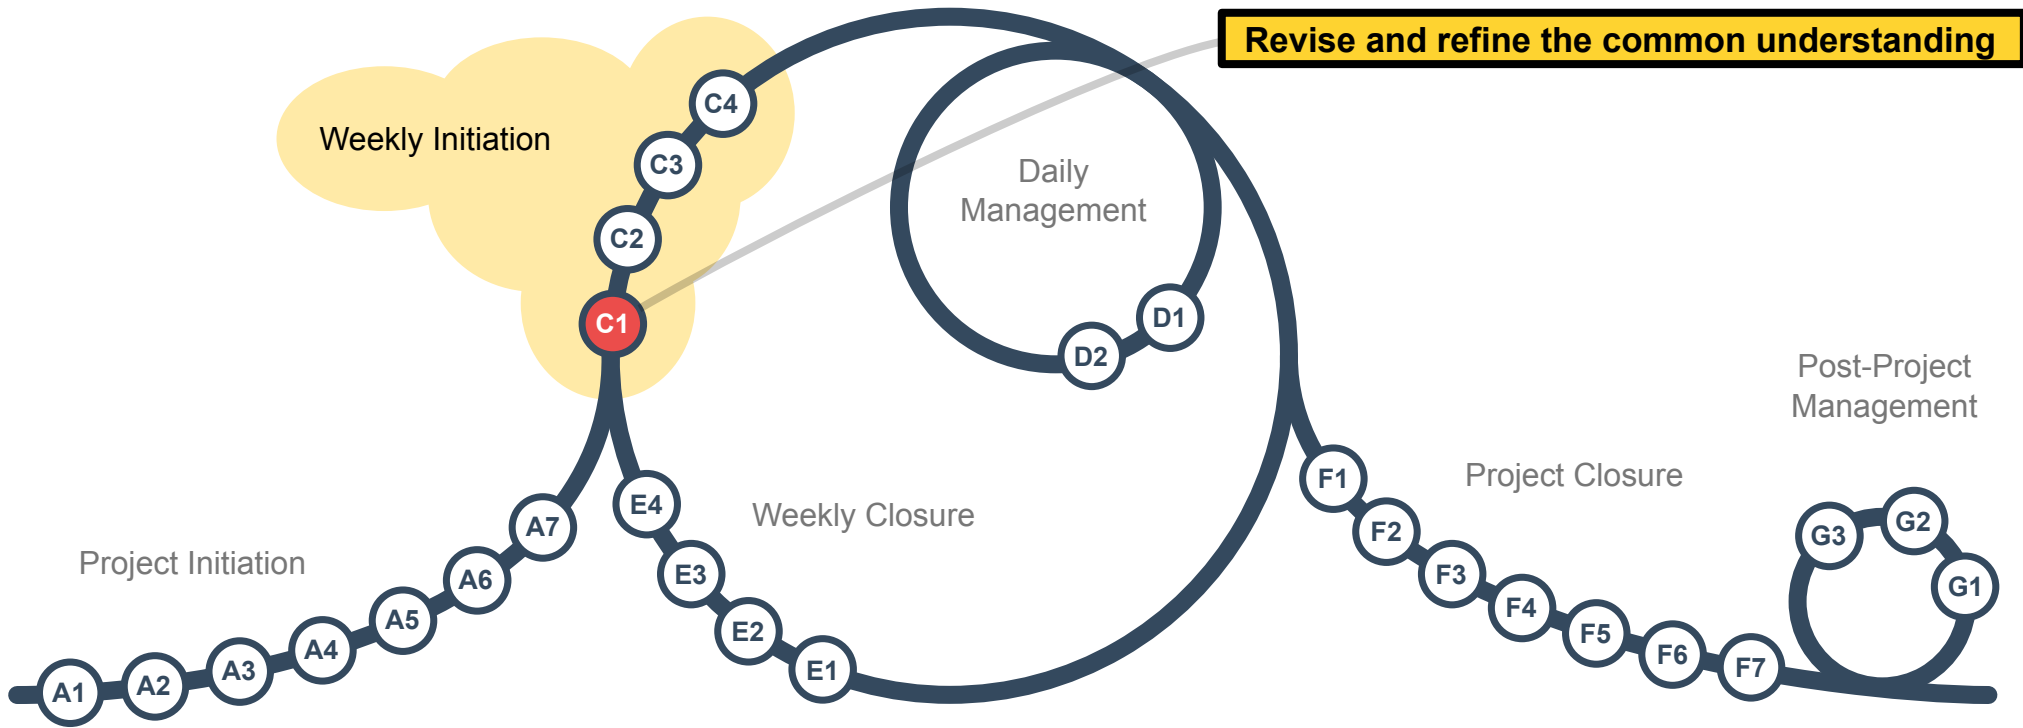 Revise and refine the common understanding
Weekly Initiation
C4
C3
C2
C1
Daily
Management
D1
D2
Project Initiation
A1
A2
A3
A4
A5
A6
A7
Weekly Closure
E4
E3
E2
E1
Project Closure
F1
F2
F3
F4
F5
F6
F7
Post-Project
Management
G3
G2
G1